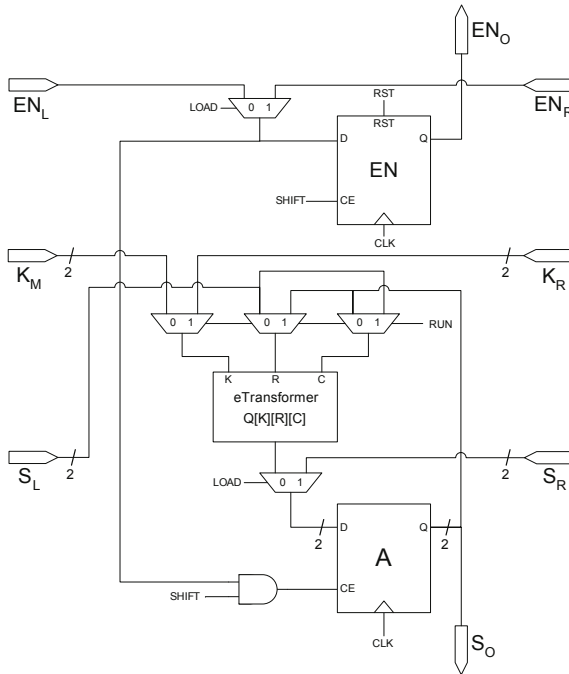 EN_O
EN_L
LOAD
0 1
EN_R
RST
RST
D
Q
EN
SHIFT
CE
CLK
K_M
2
2
K_R
0 1
0 1
0 1
RUN
K
R
C
eTransformer
Q[K][R][C]
S_L
2
LOAD
0 1
2
S_R
2
D
Q
2
A
SHIFT
CE
CLK
S_O